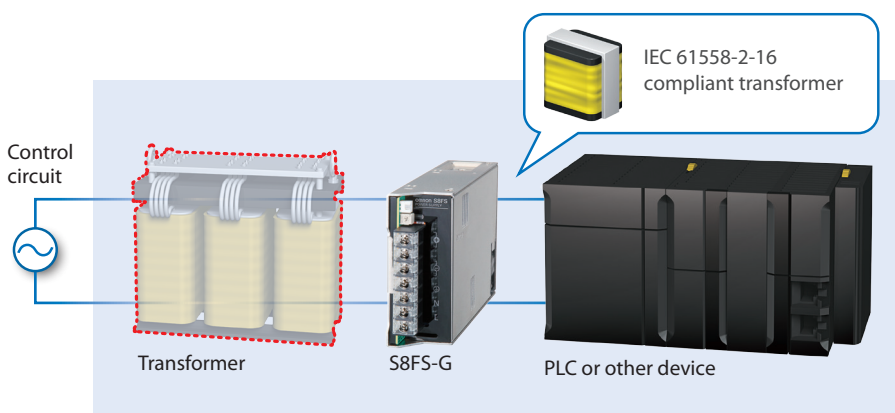 IEC 61558-2-16
compliant transformer
Control
circuit
Transformer
S8FS-G
PLC or other device